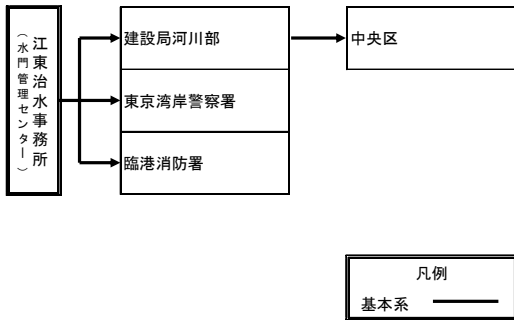 江東治水事務所
（水門管理センター）
建設局河川部
中央区
東京湾岸警察署
臨港消防署
凡例
基本系